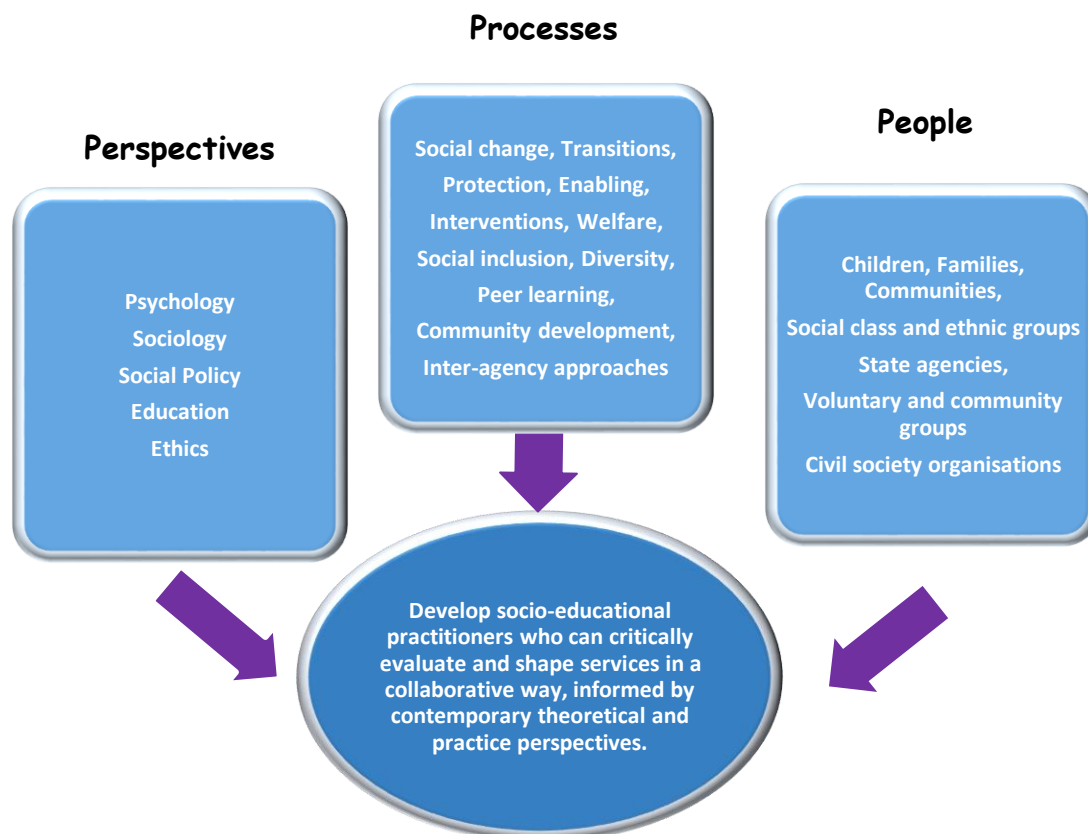 Processes
Perspectives
People
Psychology
Sociology
Social Policy
Education
Ethics
Social change, Transitions,
Protection, Enabling,
Interventions, Welfare,
Social inclusion, Diversity,
Peer learning,
Community development,
Inter-agency approaches
Children, Families,
Communities,
Social class and ethnic groups
State agencies,
Voluntary and community
groups
Civil society organisations
Develop socio-educational
practitioners who can critically
evaluate and shape services in a
collaborative way, informed by
contemporary theoretical and
practice perspectives.